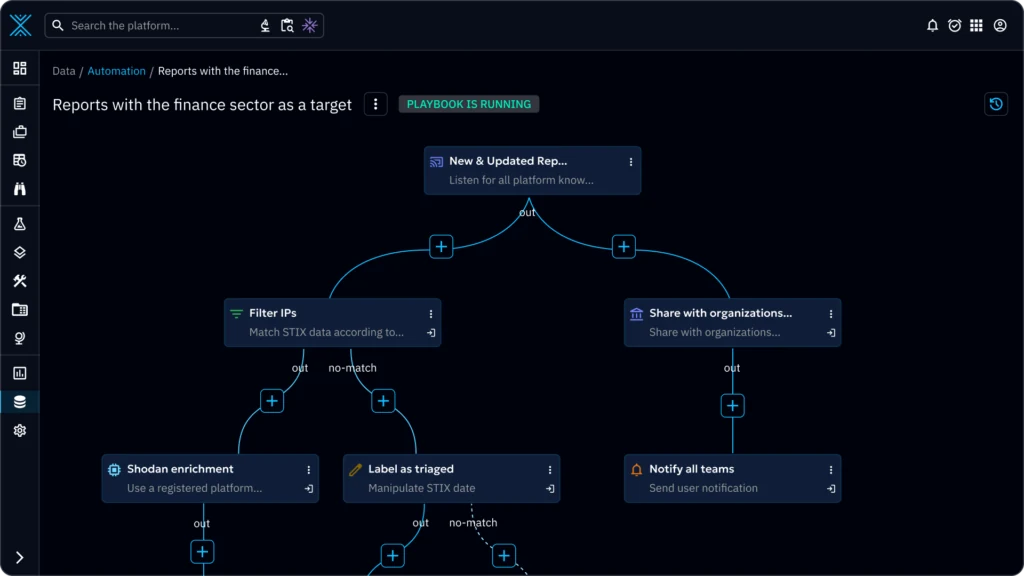 Search the platform...
Data / Automation / Reports with the finance...
Reports with the finance sector as a target
PLAYBOOK IS RUNNING
New & Updated Rep...
Listen for all platform know...
out
Filter IPs
Match STIX data according to...
Share with organizations...
Share with organizations...
out
no-match
out
Shodan enrichment
Use a registered platform...
Label as triaged
Manipulate STIX date
Notify all teams
Send user notification
out
out
no-match